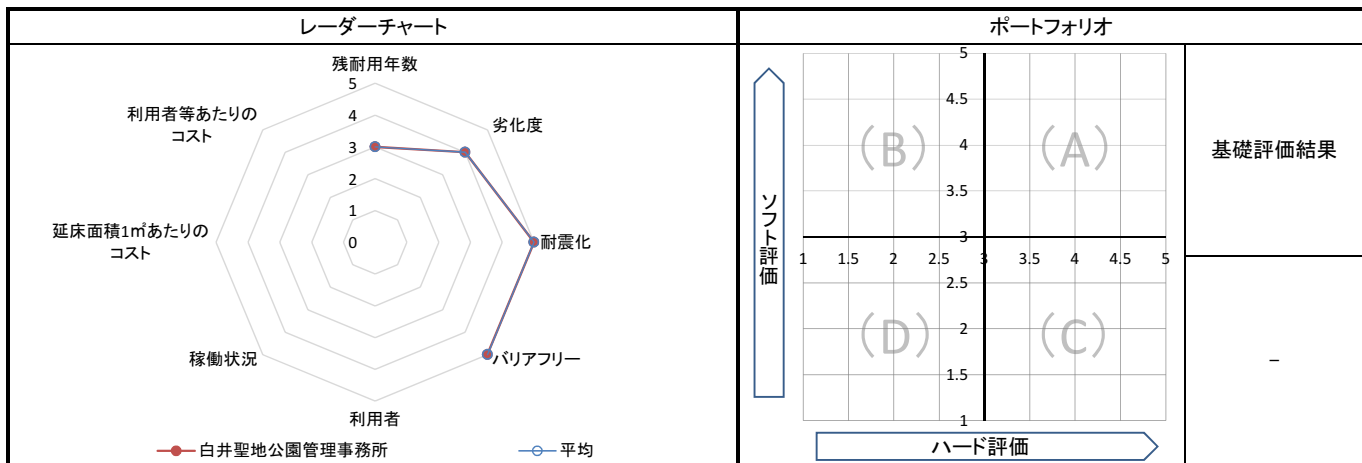 レーダーチャート
残耐用年数
劣化度
耐震化
バリアフリー
利用者
稼働状況
延床面積1㎡あたりの
コスト
利用者等あたりの
コスト
5
4
3
2
1
0
白井聖地公園管理事務所
平均
ポートフォリオ
ソフト評価
5
4.5
4
3.5
3
2.5
2
1.5
1
1 1.5 2 2.5 3 3.5 4 4.5 5
(B)
(A)
(D)
(C)
ハード評価
基礎評価結果
–